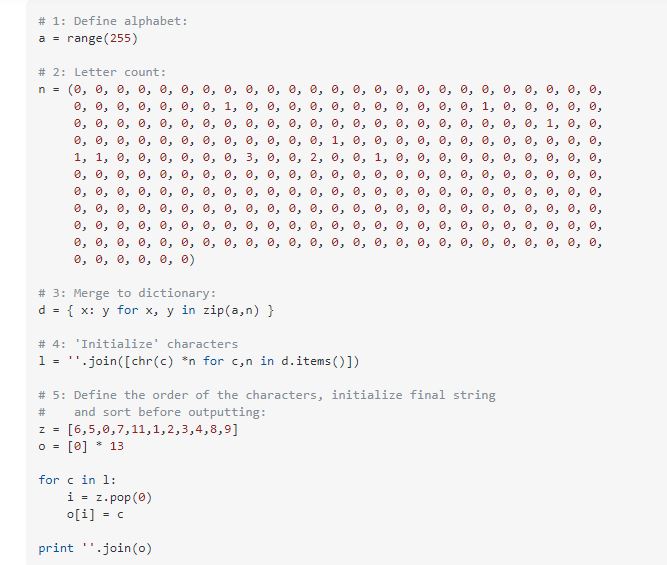 # 1: Define alphabet:
a = range(255)
# 2: Letter count:
n = (0, 0, 0, 0, 0, 0, 0, 0, 0, 0, 0, 0, 0, 0, 0, 0, 0, 0, 0, 0, 0, 0, 0, 0, 0,
0, 0, 0, 0, 0, 0, 0, 1, 0, 0, 0, 0, 0, 0, 0, 0, 0, 0, 0, 1, 0, 0, 0, 0, 0,
0, 0, 0, 0, 0, 0, 0, 0, 0, 0, 0, 0, 0, 0, 0, 0, 0, 0, 0, 0, 0, 0, 1, 0, 0,
0, 0, 0, 0, 0, 0, 0, 0, 0, 0, 0, 0, 1, 0, 0, 0, 0, 0, 0, 0, 0, 0, 0, 0, 0,
1, 1, 0, 0, 0, 0, 0, 0, 3, 0, 0, 2, 0, 0, 1, 0, 0, 0, 0, 0, 0, 0, 0, 0, 0,
0, 0, 0, 0, 0, 0, 0, 0, 0, 0, 0, 0, 0, 0, 0, 0, 0, 0, 0, 0, 0, 0, 0, 0, 0,
0, 0, 0, 0, 0, 0, 0, 0, 0, 0, 0, 0, 0, 0, 0, 0, 0, 0, 0, 0, 0, 0, 0, 0, 0,
0, 0, 0, 0, 0, 0, 0, 0, 0, 0, 0, 0, 0, 0, 0, 0, 0, 0, 0, 0, 0, 0, 0, 0, 0,
0, 0, 0, 0, 0, 0, 0, 0, 0, 0, 0, 0, 0, 0, 0, 0, 0, 0, 0, 0, 0, 0, 0, 0, 0,
0, 0, 0, 0, 0, 0, 0, 0, 0, 0, 0, 0, 0, 0, 0, 0, 0, 0, 0, 0, 0, 0, 0, 0, 0,
0, 0, 0, 0, 0, 0)
# 3: Merge to dictionary:
d = { x: y for x, y in zip(a,n) }
# 4: 'Initialize' characters
l = ''.join([chr(c) *n for c,n in d.items()])
# 5: Define the order of the characters, initialize final string
#    and sort before outputting:
z = [6,5,0,7,11,1,2,3,4,8,9]
o = [0] * 13
for c in l:
i = z.pop(0)
o[i] = c
print ''.join(o)